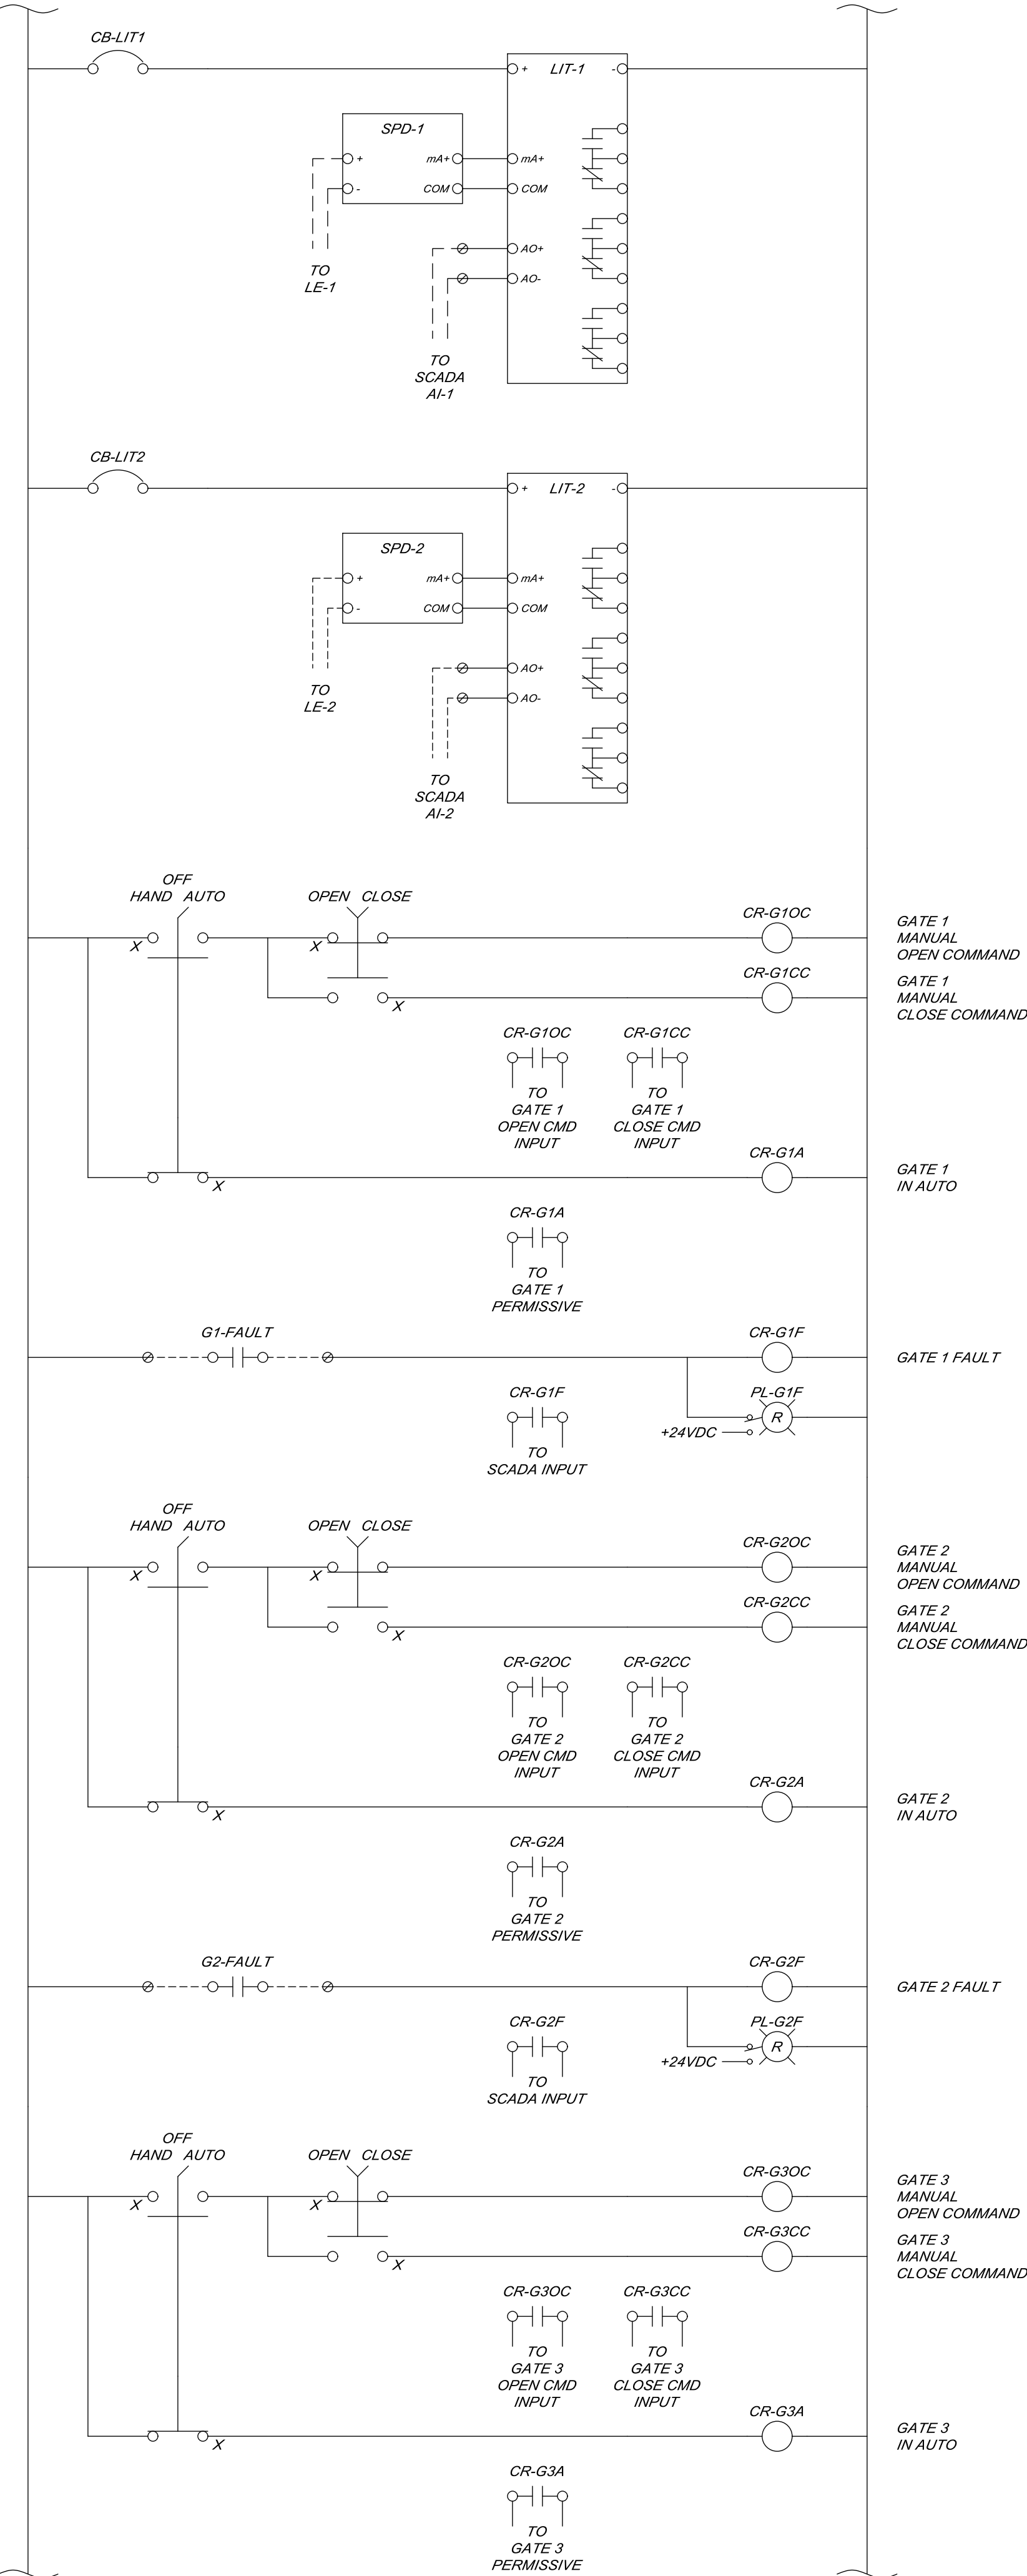 CB-LIT1
+ LIT-1 -
SPD-1
+ mA+ mA+
- COM COM
AO+
TO
LE-1
AO-
TO
SCADA
AI-1
CB-LIT2
+ LIT-2 -
SPD-2
+ mA+ mA+
- COM COM
AO+
TO
LE-2
AO-
TO
SCADA
AI-2
OFF
HAND AUTO
OPEN CLOSE
CR-G1OC
GATE 1
MANUAL
OPEN COMMAND
X
X
CR-G1CC
GATE 1
MANUAL
CLOSE COMMAND
X
CR-G1OC
TO
GATE 1
OPEN CMD
INPUT
CR-G1CC
TO
GATE 1
CLOSE CMD
INPUT
CR-G1A
X
GATE 1
IN AUTO
CR-G1A
TO
GATE 1
PERMISSIVE
G1-FAULT
CR-G1F
GATE 1 FAULT
CR-G1F
TO
SCADA INPUT
PL-G1F
R
+24VDC
OFF
HAND AUTO
OPEN CLOSE
CR-G2OC
GATE 2
MANUAL
OPEN COMMAND
X
X
CR-G2CC
GATE 2
MANUAL
CLOSE COMMAND
X
CR-G2OC
TO
GATE 2
OPEN CMD
INPUT
CR-G2CC
TO
GATE 2
CLOSE CMD
INPUT
CR-G2A
X
GATE 2
IN AUTO
CR-G2A
TO
GATE 2
PERMISSIVE
G2-FAULT
CR-G2F
GATE 2 FAULT
CR-G2F
TO
SCADA INPUT
PL-G2F
R
+24VDC
OFF
HAND AUTO
OPEN CLOSE
CR-G3OC
GATE 3
MANUAL
OPEN COMMAND
X
X
CR-G3CC
GATE 3
MANUAL
CLOSE COMMAND
X
CR-G3OC
TO
GATE 3
OPEN CMD
INPUT
CR-G3CC
TO
GATE 3
CLOSE CMD
INPUT
CR-G3A
X
GATE 3
IN AUTO
CR-G3A
TO
GATE 3
PERMISSIVE